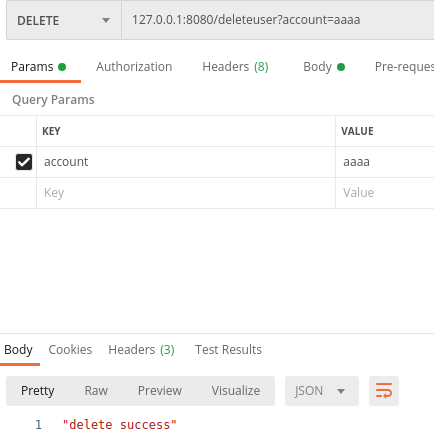 DELETE 127.0.0.1:8080/deleteuser?account=aaaa
Params Authorization Headers (8) Body Pre-reques
Query Params
KEY VALUE
account aaaa
Key Value
Body Cookies Headers (3) Test Results
Pretty Raw Preview Visualize JSON
1 "delete success"